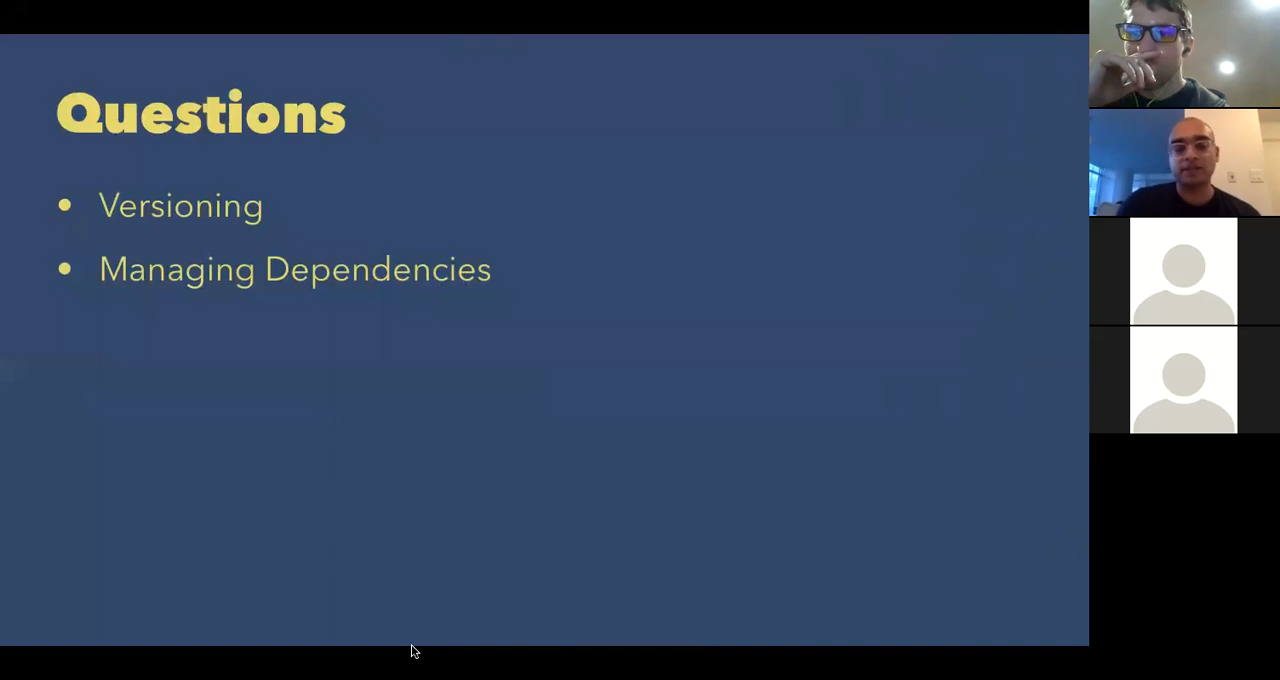 Questions
• Versioning
• Managing Dependencies